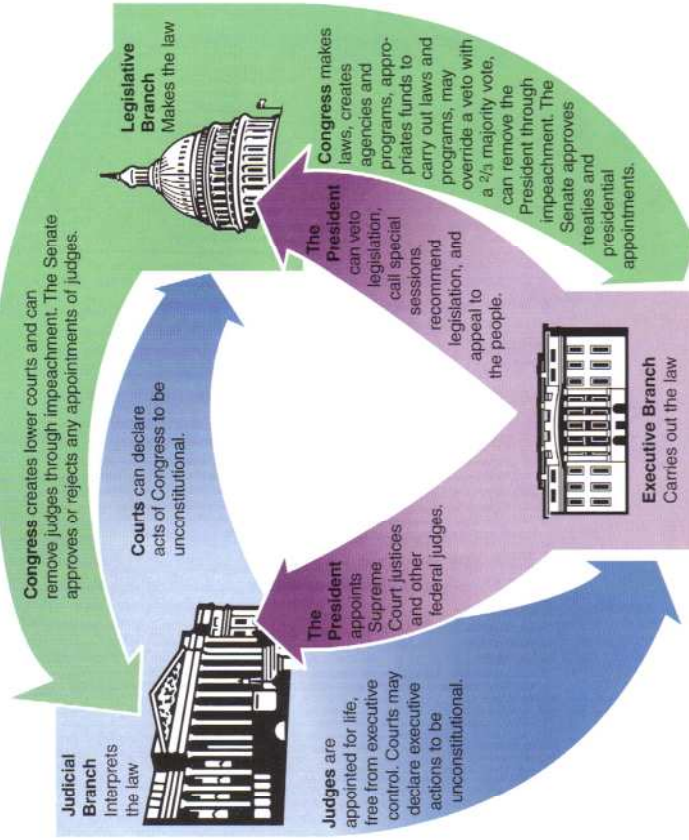 Congress creates lower courts and can
remove judges through impeachment. The Senate
approves or rejects any appointments of judges.
Legislative
Branch
Makes the law
Judicial
Branch
Interprets
the law
Courts can declare
acts of Congress to be
unconstitutional.
Congress makes
laws, creates
agencies and
programs, appro-
priates funds to
carry out laws and
programs, may
override a veto with
a 2/3 majority vote,
can remove the
President through
impeachment. The
Senate approves
treaties and
presidential
appointments.
The
President
can veto
legislation,
call special
sessions.
recommend
legislation, and
appeal to
the people.
The
President
appoints
Supreme
Court justices
and other
federal judges.
Judges are
appointed for life,
free from executive
control. Courts may
declare executive
actions to be
unconstitutional.
Executive Branch
Carries out the law